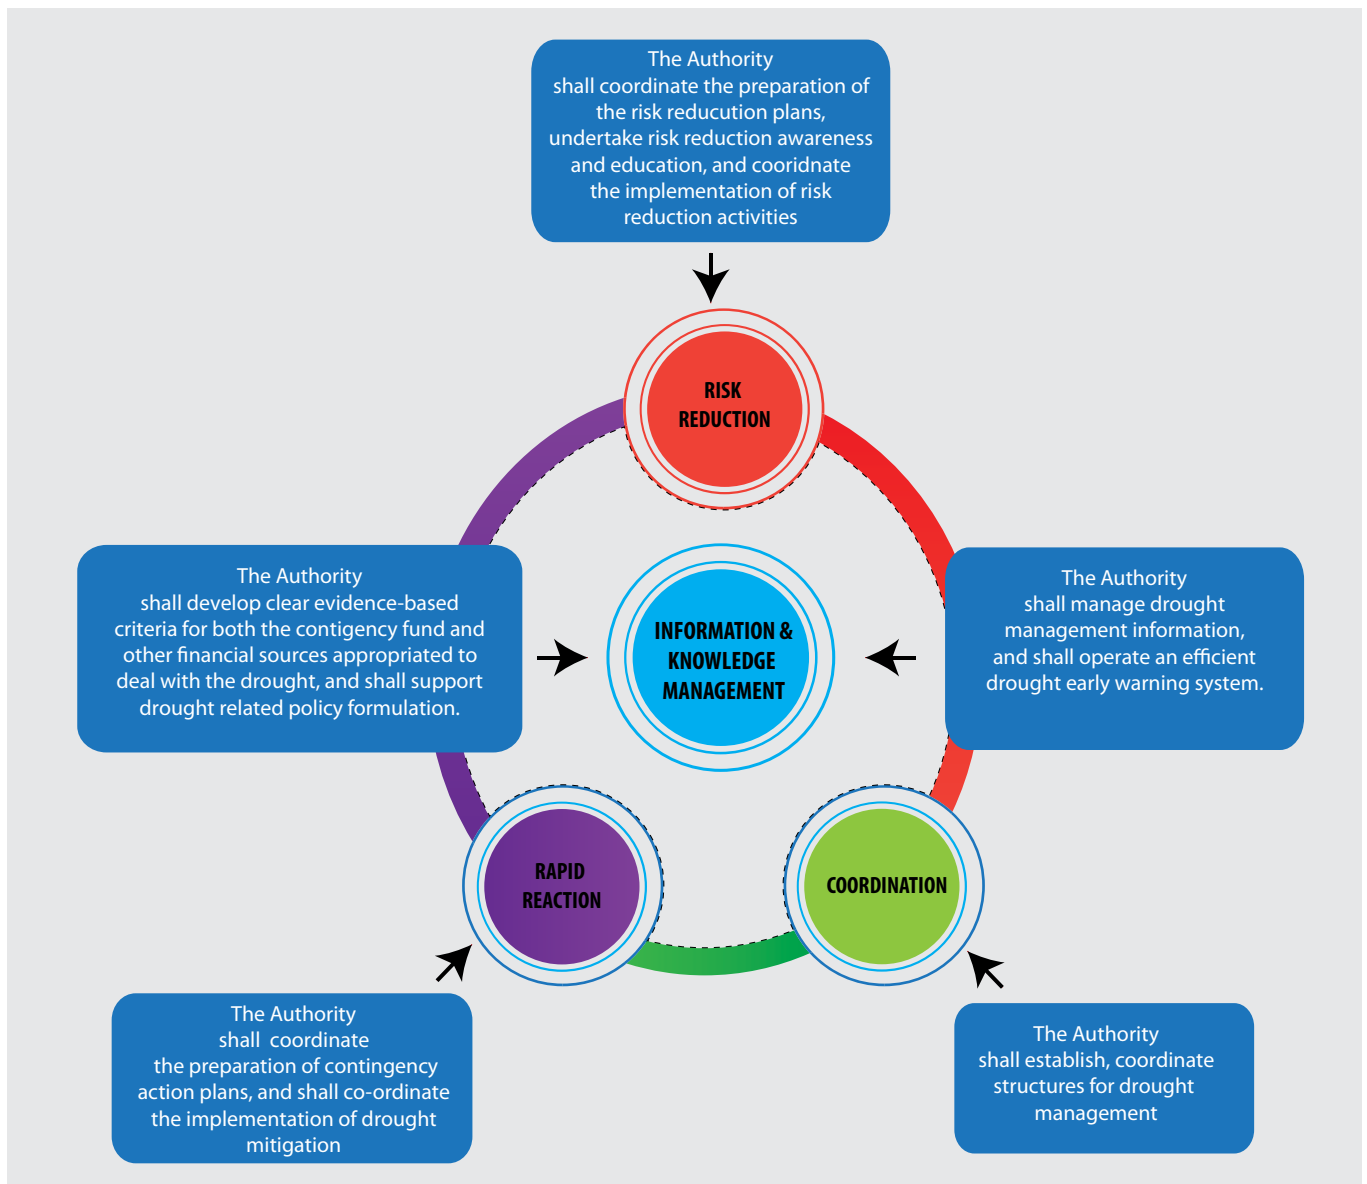 The Authority
shall coordinate the preparation of
the risk reducution plans,
undertake risk reduction awareness
and education, and cooridnate
the implementation of risk
reduction activities
RISK
REDUCTION
The Authority
shall develop clear evidence-based
criteria for both the contigency fund and
other financial sources appropriated to
deal with the drought, and shall support
drought related policy formulation.
INFORMATION &
KNOWLEDGE
MANAGEMENT
The Authority
shall manage drought
management information,
and shall operate an efficient
drought early warning system.
RAPID
REACTION
COORDINATION
The Authority
shall  coordinate
the preparation of contingency
action plans, and shall co-ordinate
the implementation of drought
mitigation
The Authority
shall establish, coordinate
structures for drought
management